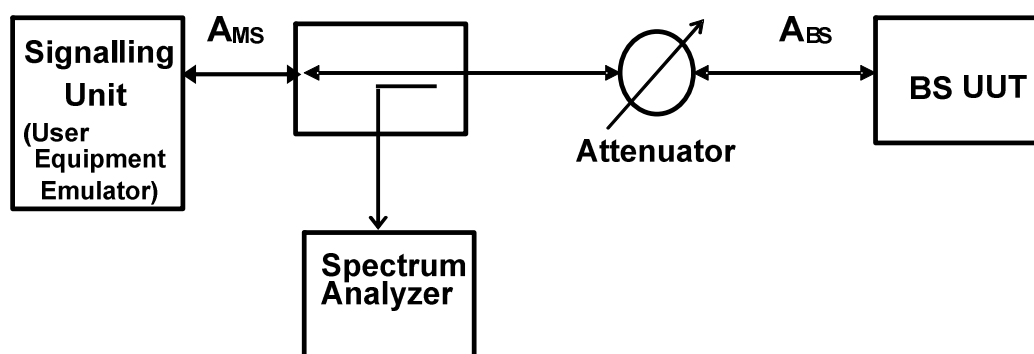 Signalling
Unit
(User
Equipment
Emulator)
AMS
Attenuator
ABS
BS UUT
Spectrum
Analyzer